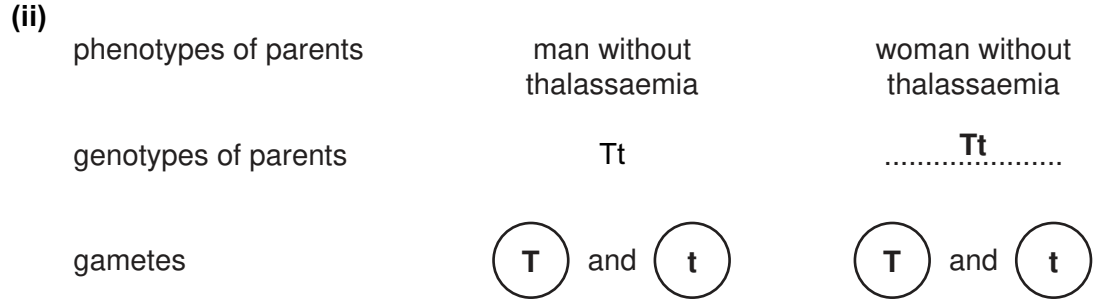 (ii)
phenotypes of parents man without thalassaemia woman without thalassaemia
genotypes of parents Tt Tt
gametes T and t T and t